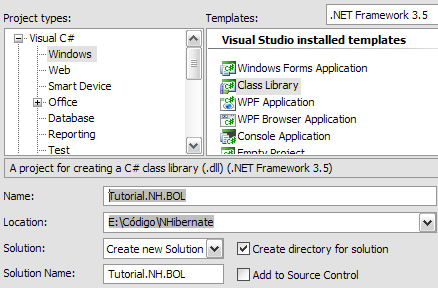 Project types:
Templates:
.NET Framework 3.5
Visual C#
Windows
Web
Smart Device
Office
Database
Reporting
Test
Visual Studio installed templates
Windows Forms Application
Class Library
WPF Application
WPF Browser Application
Console Application
Empty Project
A project for creating a C# class library (.dll) (.NET Framework 3.5)
Name:
Tutorial.NH.BOL
Location:
E:\Código\NHibernate
Solution:
Create new Solution
Create directory for solution
Solution Name:
Tutorial.NH.BOL
Add to Source Control